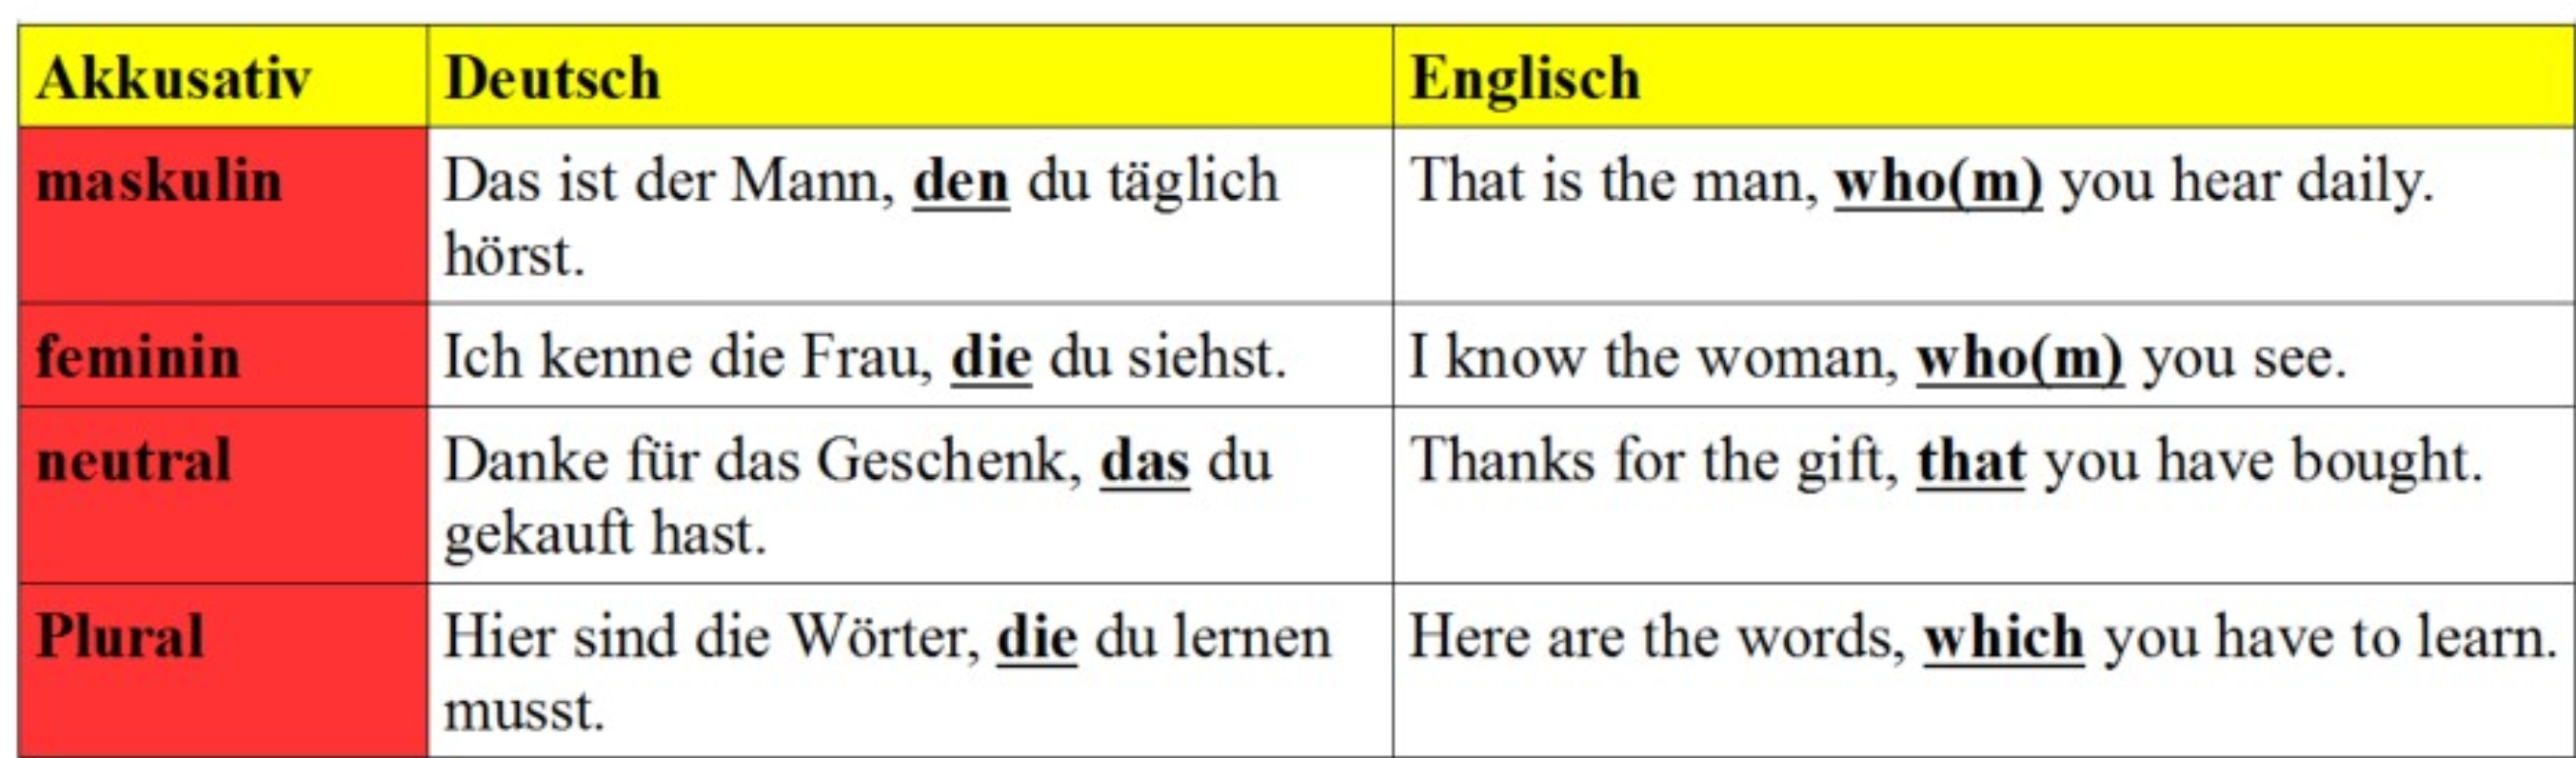 Akkusativ Deutsch Englisch
maskulin Das ist der Mann, den du täglich That is the man, who(m) you hear daily.
hörst.
feminin Ich kenne die Frau, die du siehst. I know the woman, who(m) you see.
neutral Danke für das Geschenk, das du Thanks for the gift, that you have bought.
gekauft hast.
Plural Hier sind die Wörter, die du lernen Here are the words, which you have to learn.
musst.